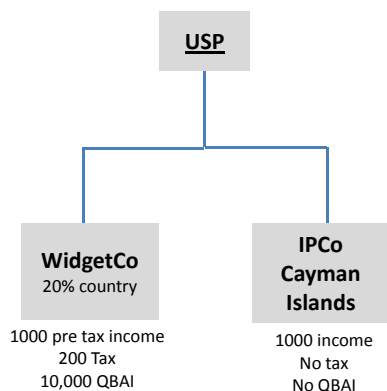 USP
WidgetCo
20% country
1000 pre tax income
200 Tax
10,000 QBAI
IPCo
Cayman
Islands
1000 income
No tax
No QBAI